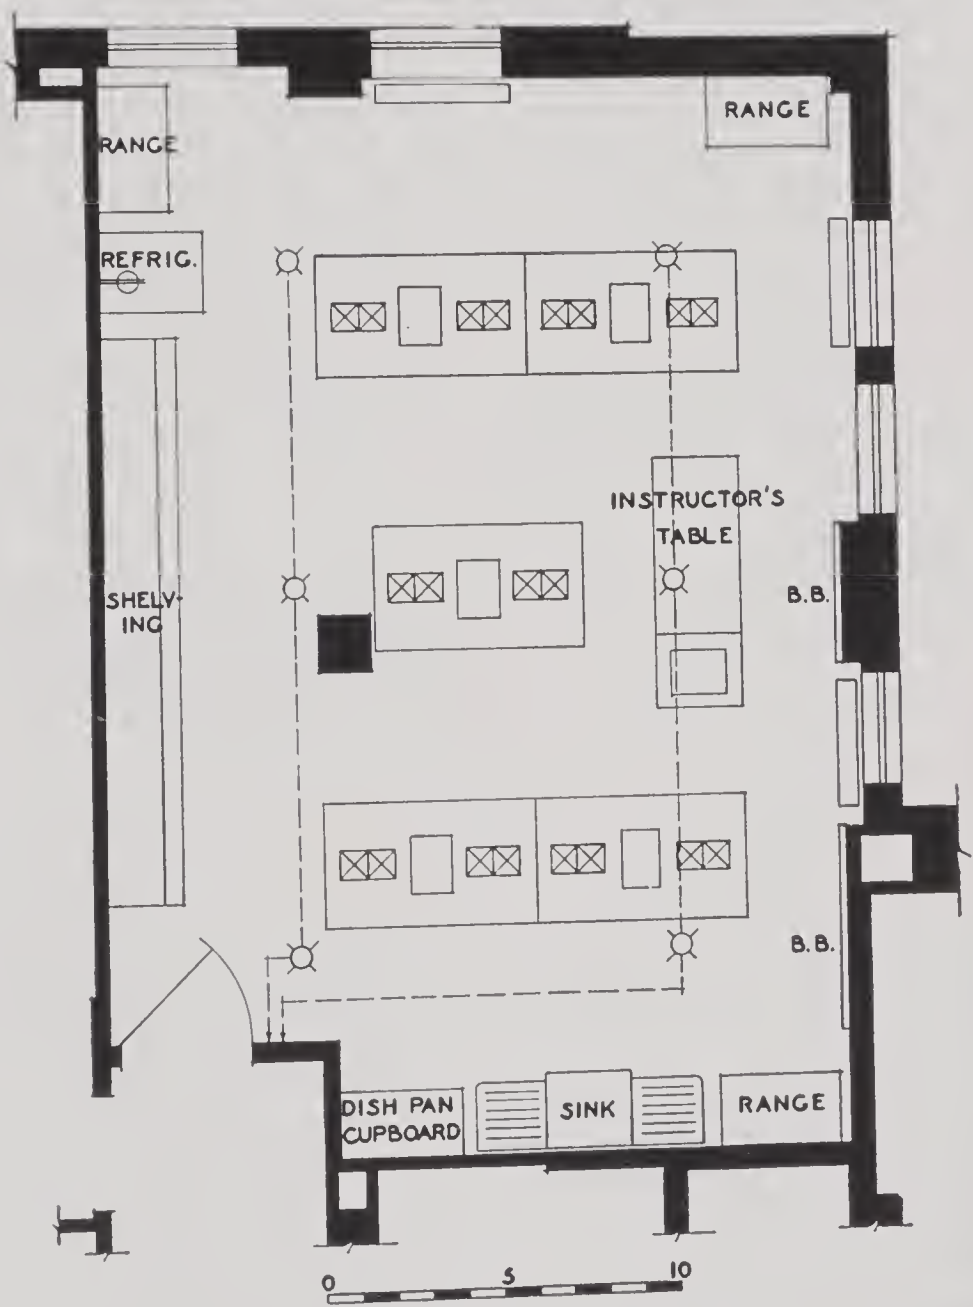 RANGE
RANGE
REFRIG.
INSTRUCTOR'S
TABLE
B.B.
SHELV-
ING
B.B.
DISH PAN
CUPBOARD
SINK
RANGE
0 5 10